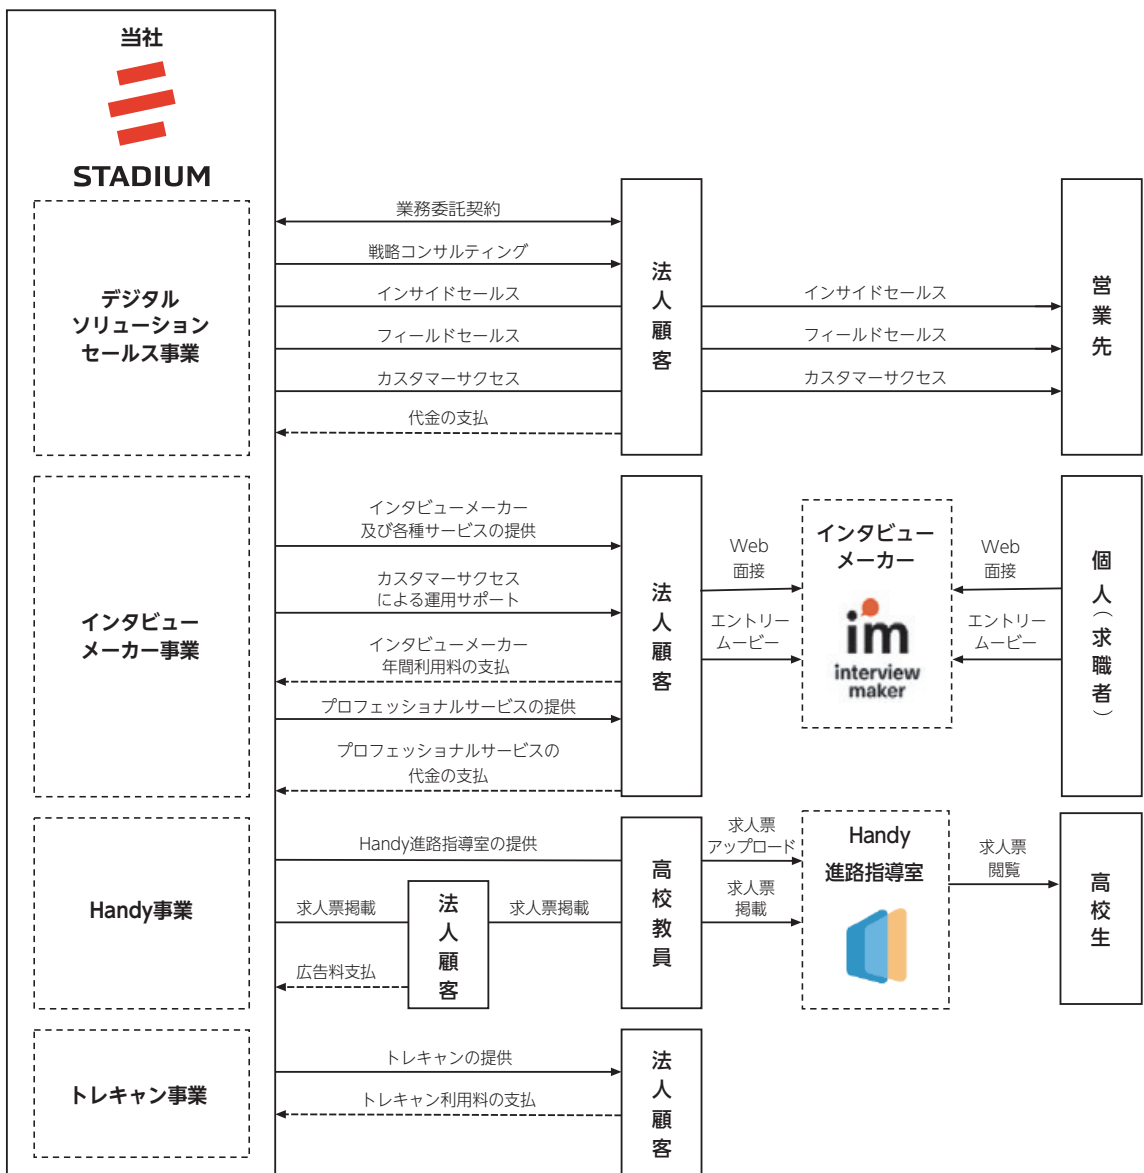 当社
STADIUM
デジタル
ソリューション
セールス事業
業務委託契約
戦略コンサルティング
インサイドセールス
フィールドセールス
カスタマーサクセス
代金の支払
法人顧客
インサイドセールス
フィールドセールス
カスタマーサクセス
営業先
インタビュー
メーカー事業
インタビューメーカー
及び各種サービスの提供
カスタマーサクセス
による運用サポート
インタビューメーカー
年間利用料の支払
プロフェッショナルサービスの提供
プロフェッショナルサービスの
代金の支払
法人顧客
Web
面接
エントリー
ムービー
インタビュー
メーカー
im
interview
maker
Web
面接
エントリー
ムービー
個人(求職者)
Handy事業
Handy進路指導室の提供
求人票掲載
広告料支払
法人顧客
求人票掲載
高校教員
求人票
アップロード
求人票
掲載
Handy
進路指導室
求人票
閲覧
高校生
トレキャン事業
トレキャンの提供
トレキャン利用料の支払
法人顧客